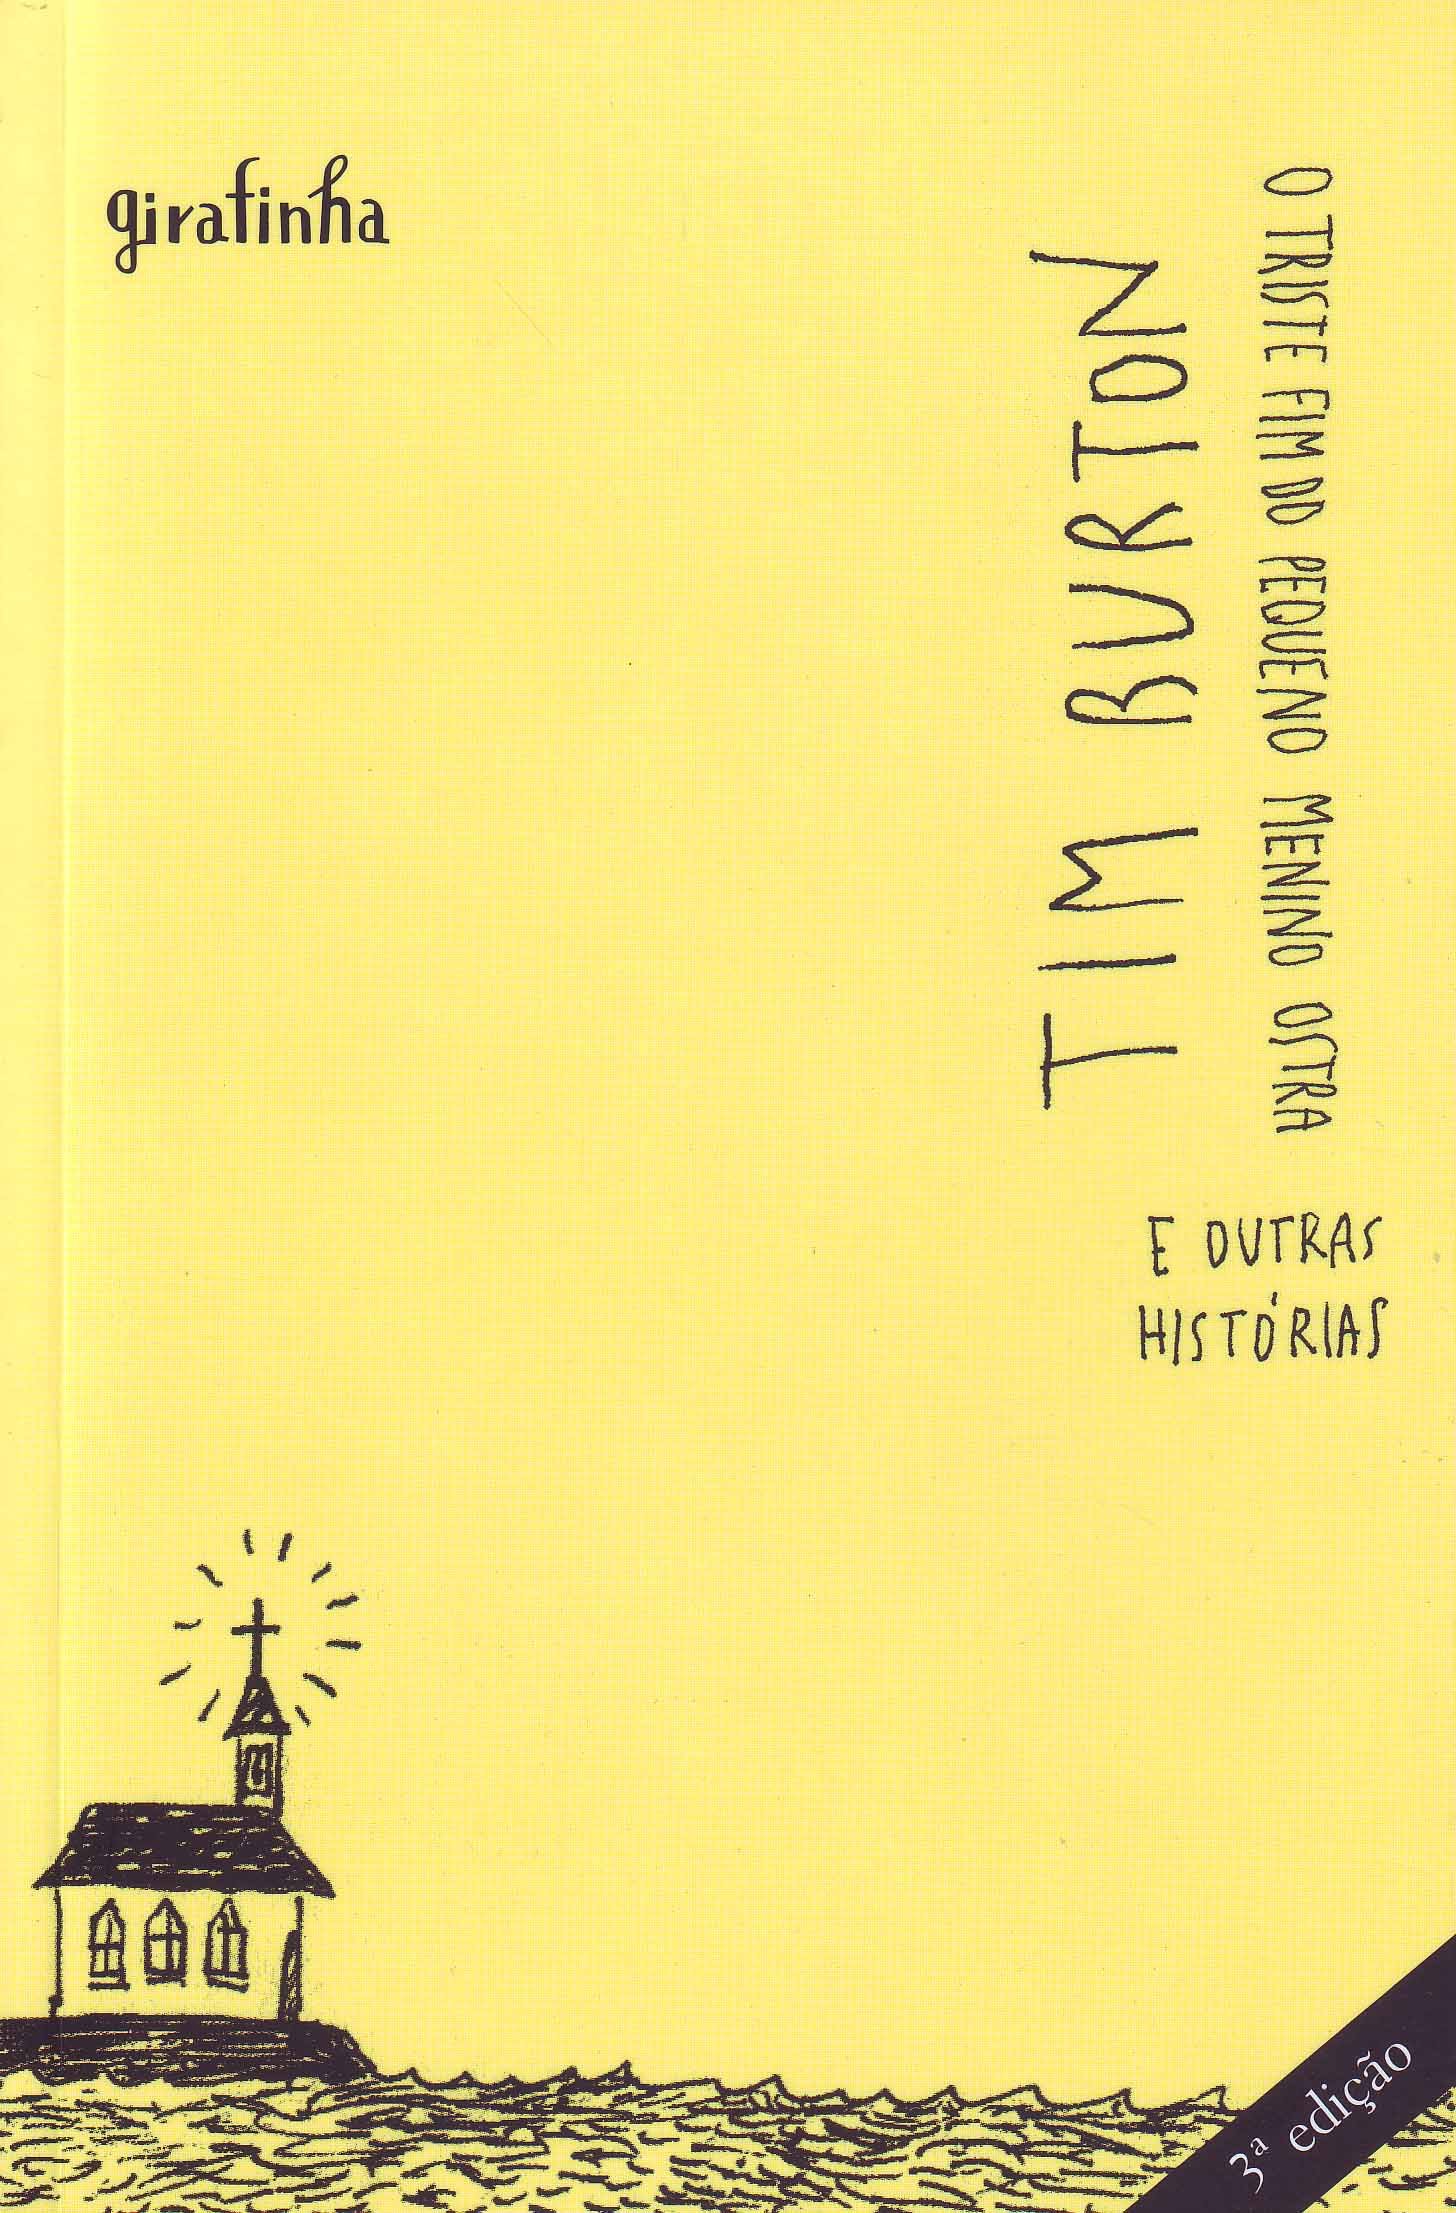 girafinha
TIM BURTON
O TRISTE FIM DO PEQUENO MENINO OSTRA
E OUTRAS
HISTÓRIAS
3ª edição